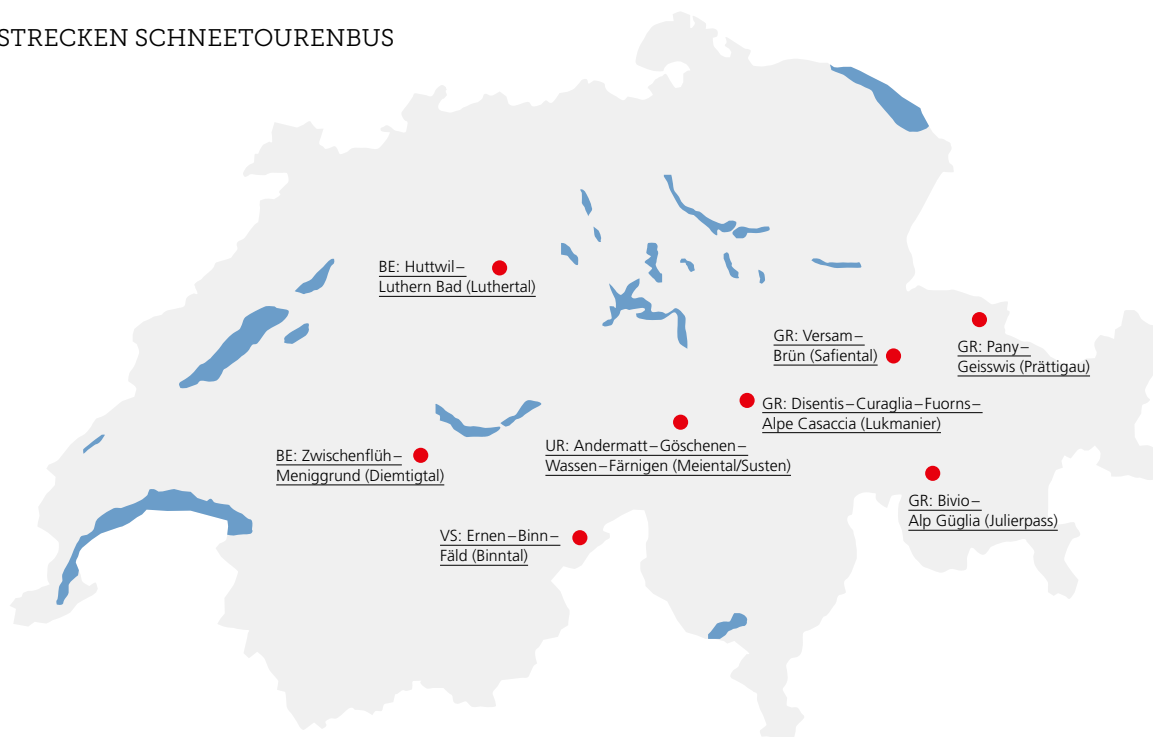 STRECKEN SCHNEETOURENBUS
BE: Huttwil–
Luthern Bad (Luthertal)
GR: Versam–
Brün (Safiental)
GR: Pany–
Geisswis (Prättigau)
GR: Disentis–Curaglia–Fuorns–
Alpe Casaccia (Lukmanier)
UR: Andermatt–Göschenen–
Wassen–Färnigen (Meiental/Susten)
BE: Zwischenflüh–
Meniggrund (Diemtigtal)
GR: Bivio–
Alp Güglia (Julierpass)
VS: Ernen–Binn–
Fäld (Binntal)